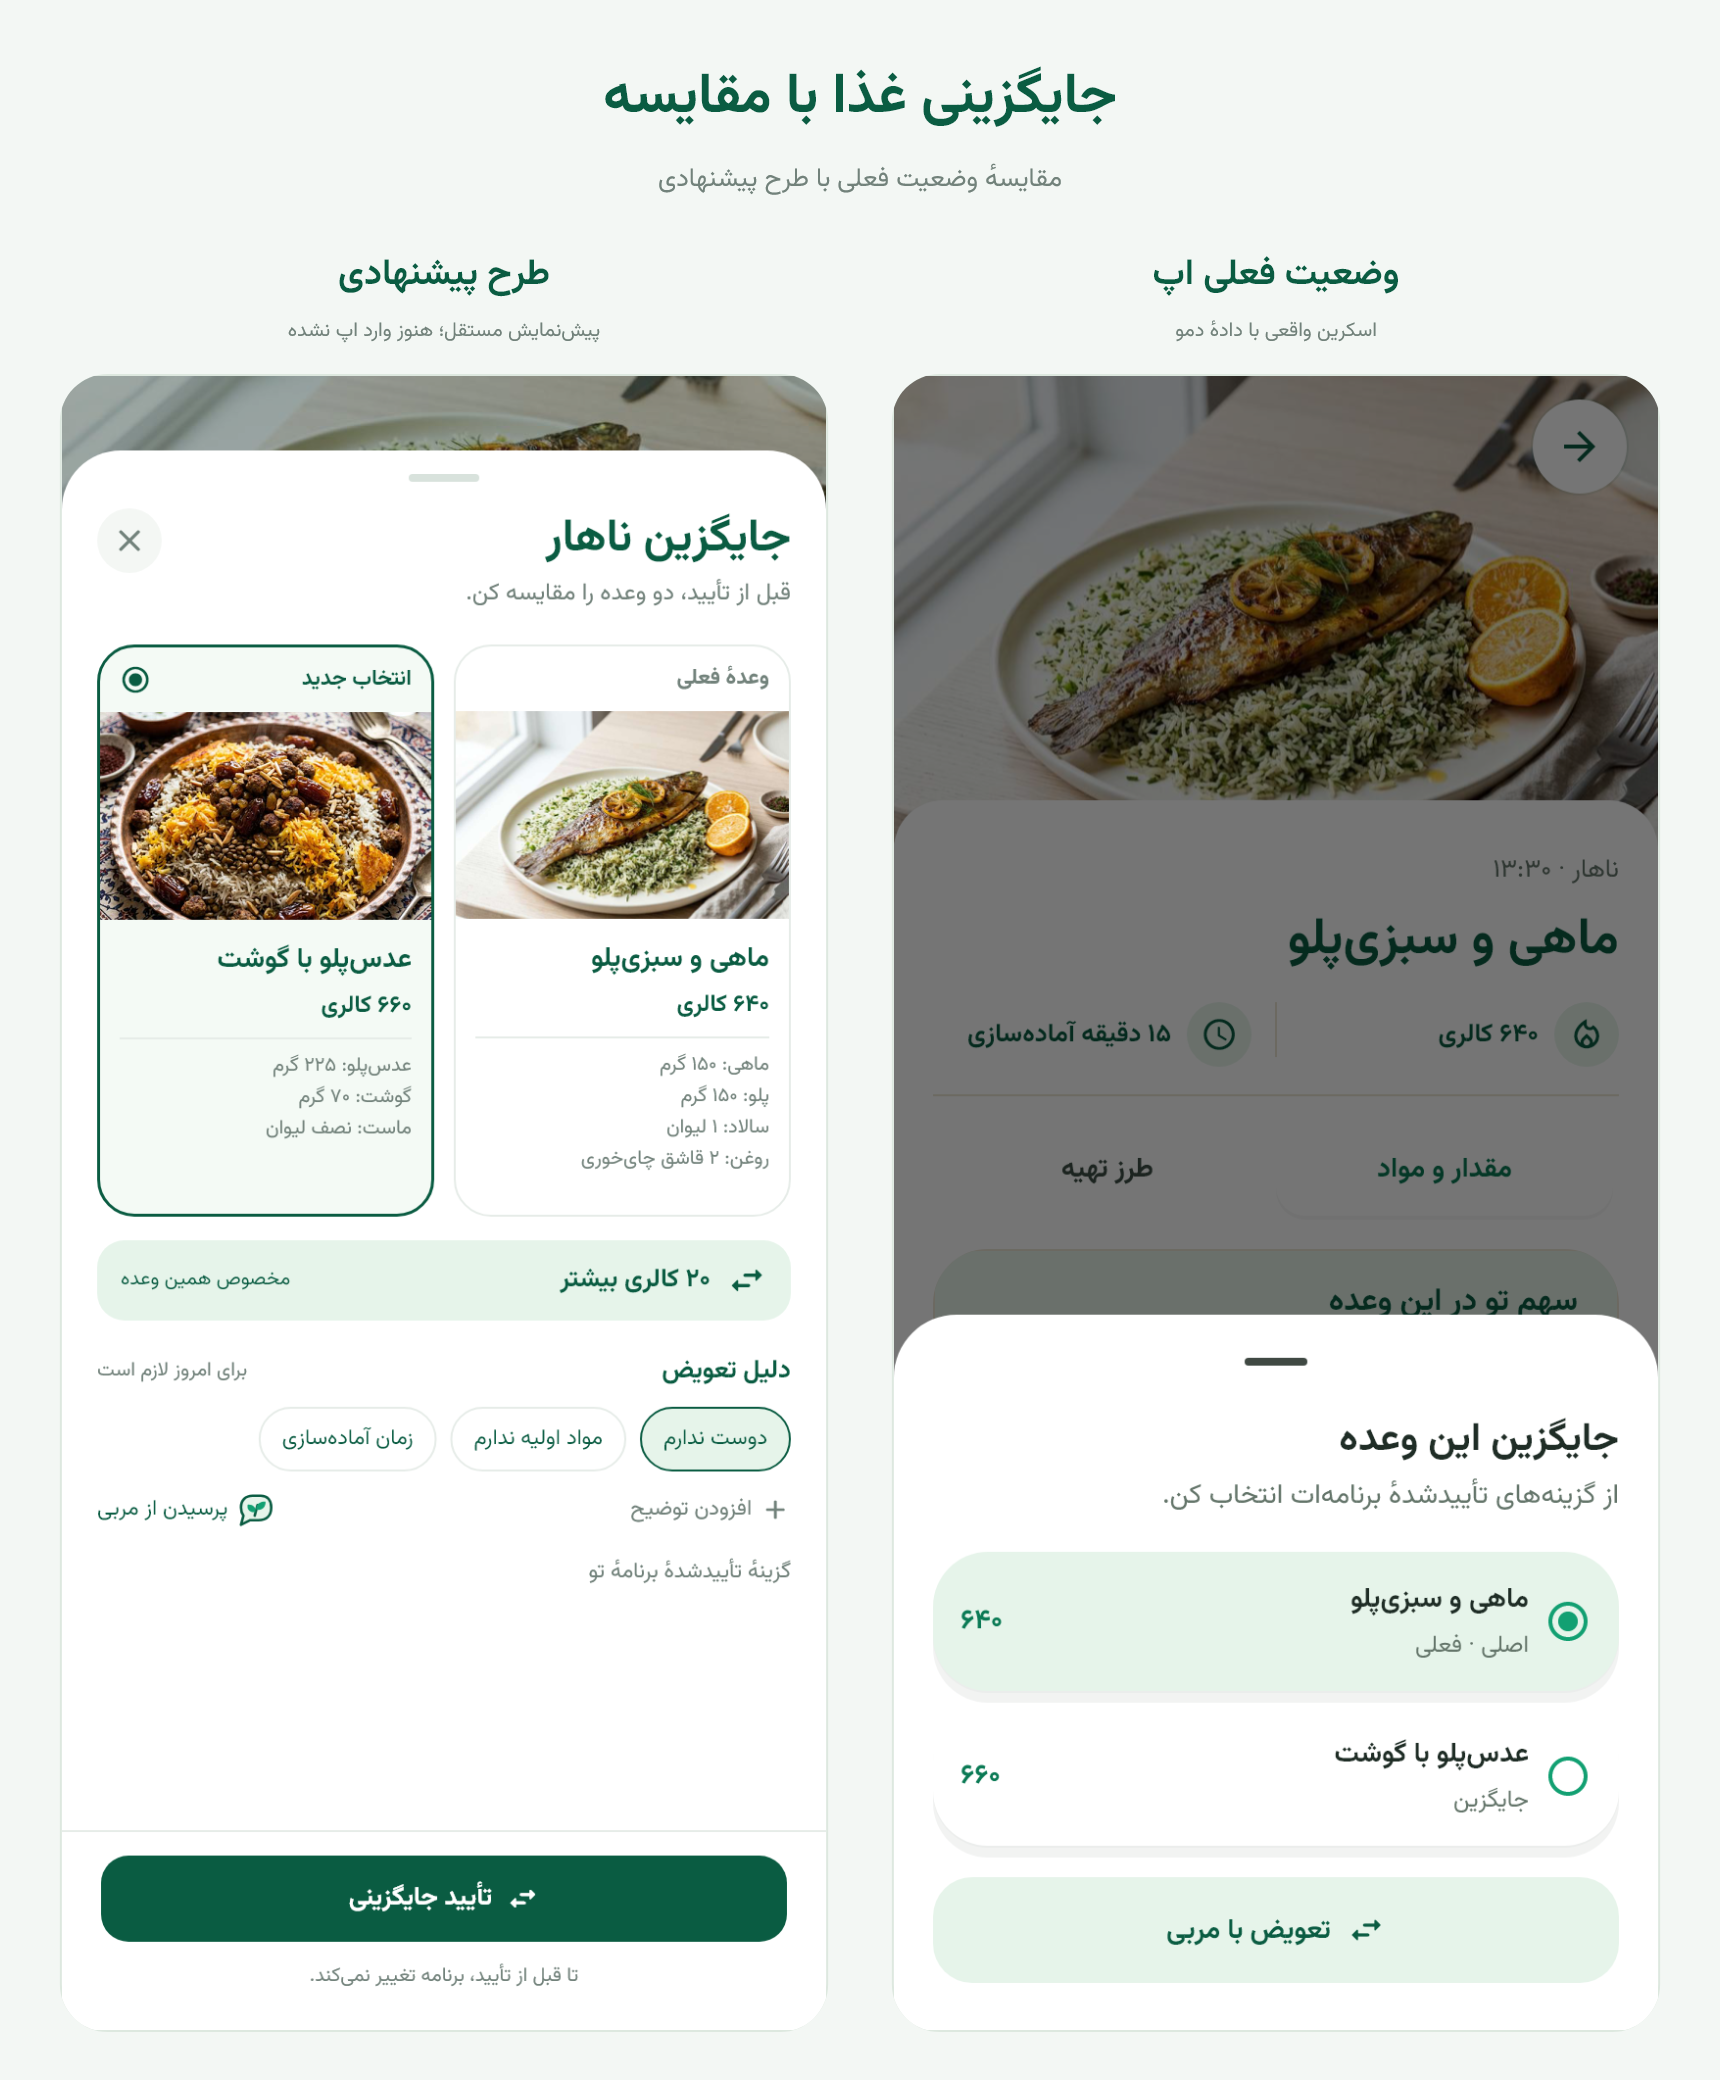 جایگزینی غذا با مقایسه
مقایسهٔ وضعیت فعلی با طرح پیشنهادی
وضعیت فعلی اپ
اسکرین واقعی با دادهٔ دمو
ناهار · ۱۳:۳۰
ماهی و سبزی‌پلو
۶۴۰ کالری
۱۵ دقیقه آماده‌سازی
مقدار و مواد
طرز تهیه
سهم تو در این وعده
جایگزین این وعده
از گزینه‌های تأییدشدهٔ برنامه‌ات انتخاب کن.
ماهی و سبزی‌پلو
اصلی · فعلی
۶۴۰
عدس‌پلو با گوشت
جایگزین
۶۶۰
تعویض با مربی
طرح پیشنهادی
پیش‌نمایش مستقل؛ هنوز وارد اپ نشده
جایگزین ناهار
قبل از تأیید، دو وعده را مقایسه کن.
وعدهٔ فعلی
ماهی و سبزی‌پلو
۶۴۰ کالری
ماهی: ۱۵۰ گرم
پلو: ۱۵۰ گرم
سالاد: ۱ لیوان
روغن: ۲ قاشق چای‌خوری
انتخاب جدید
عدس‌پلو با گوشت
۶۶۰ کالری
عدس‌پلو: ۲۲۵ گرم
گوشت: ۷۰ گرم
ماست: نصف لیوان
۲۰ کالری بیشتر
مخصوص همین وعده
دلیل تعویض
برای امروز لازم است
دوست ندارم
مواد اولیه ندارم
زمان آماده‌سازی
افزودن توضیح
پرسیدن از مربی
گزینهٔ تأییدشدهٔ برنامهٔ تو
تأیید جایگزینی
تا قبل از تأیید، برنامه تغییر نمی‌کند.